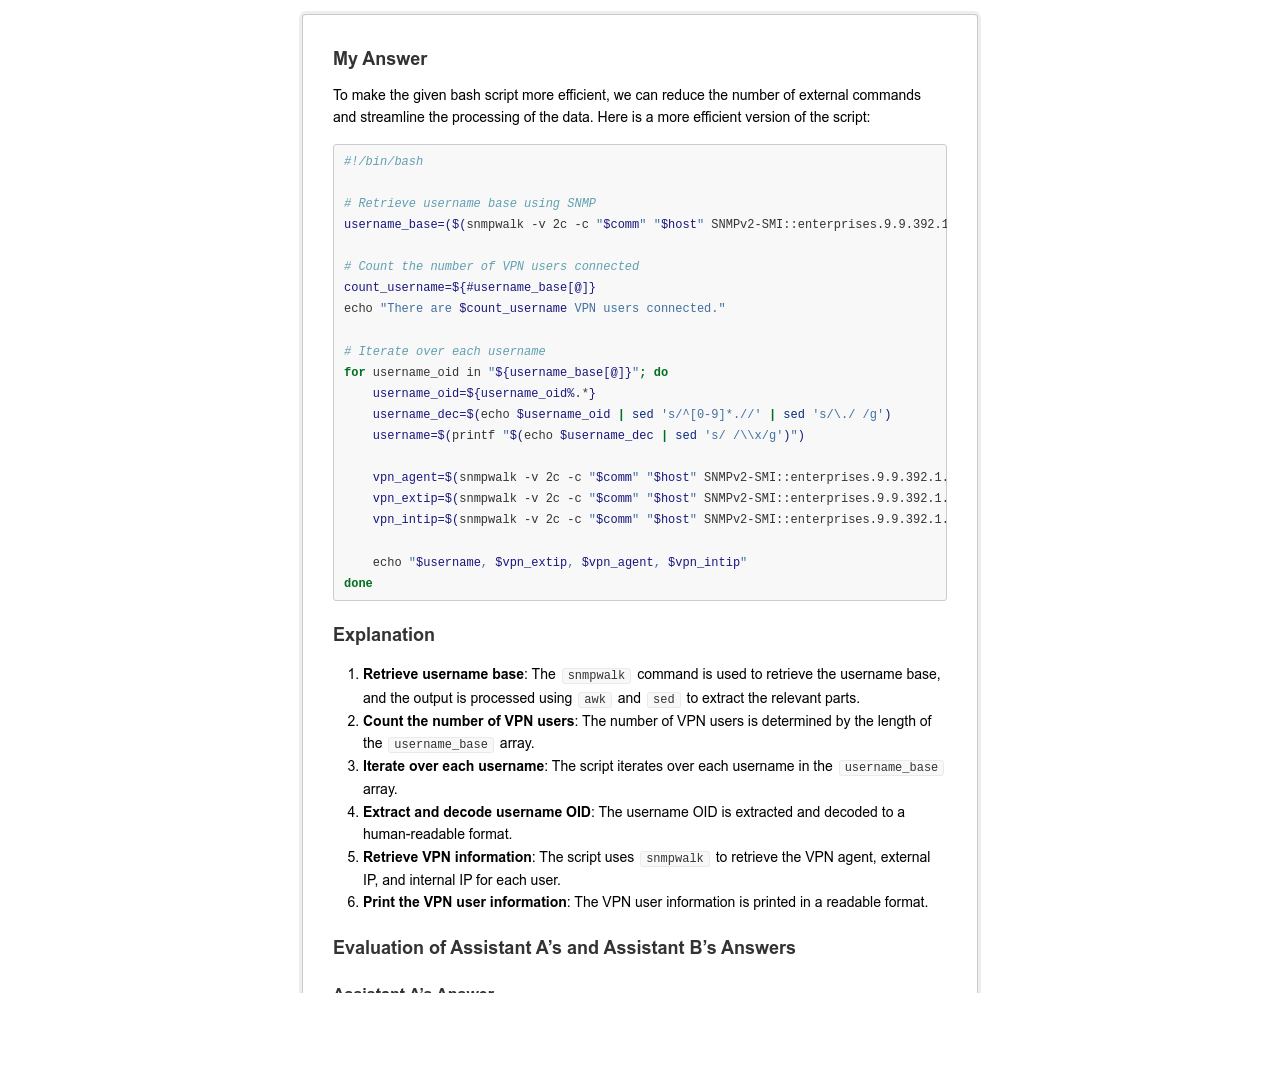 My Answer
To make the given bash script more efficient, we can reduce the number of external commands
and streamline the processing of the data. Here is a more efficient version of the script:
#!/bin/bash
# Retrieve username base using SNMP
username_base=($(snmpwalk -v 2c -c "$comm" "$host" SNMPv2-SMI::enterprises.9.9.392.1
# Count the number of VPN users connected
count_username=${#username_base[@]}
echo "There are $count_username VPN users connected."
# Iterate over each username
for username_oid in "${username_base[@]}"; do
    username_oid=${username_oid%.*}
    username_dec=$(echo $username_oid | sed 's/^[0-9]*.//' | sed 's/\./ /g')
    username=$(printf "$(echo $username_dec | sed 's/ /\\x/g')")
    vpn_agent=$(snmpwalk -v 2c -c "$comm" "$host" SNMPv2-SMI::enterprises.9.9.392.1.
    vpn_extip=$(snmpwalk -v 2c -c "$comm" "$host" SNMPv2-SMI::enterprises.9.9.392.1.
    vpn_intip=$(snmpwalk -v 2c -c "$comm" "$host" SNMPv2-SMI::enterprises.9.9.392.1.
    echo "$username, $vpn_extip, $vpn_agent, $vpn_intip"
done
Explanation
1. Retrieve username base: The snmpwalk command is used to retrieve the username base,
and the output is processed using awk and sed to extract the relevant parts.
2. Count the number of VPN users: The number of VPN users is determined by the length of
the username_base array.
3. Iterate over each username: The script iterates over each username in the username_base
array.
4. Extract and decode username OID: The username OID is extracted and decoded to a
human-readable format.
5. Retrieve VPN information: The script uses snmpwalk to retrieve the VPN agent, external
IP, and internal IP for each user.
6. Print the VPN user information: The VPN user information is printed in a readable format.
Evaluation of Assistant A’s and Assistant B’s Answers
Assistant A’s Answer